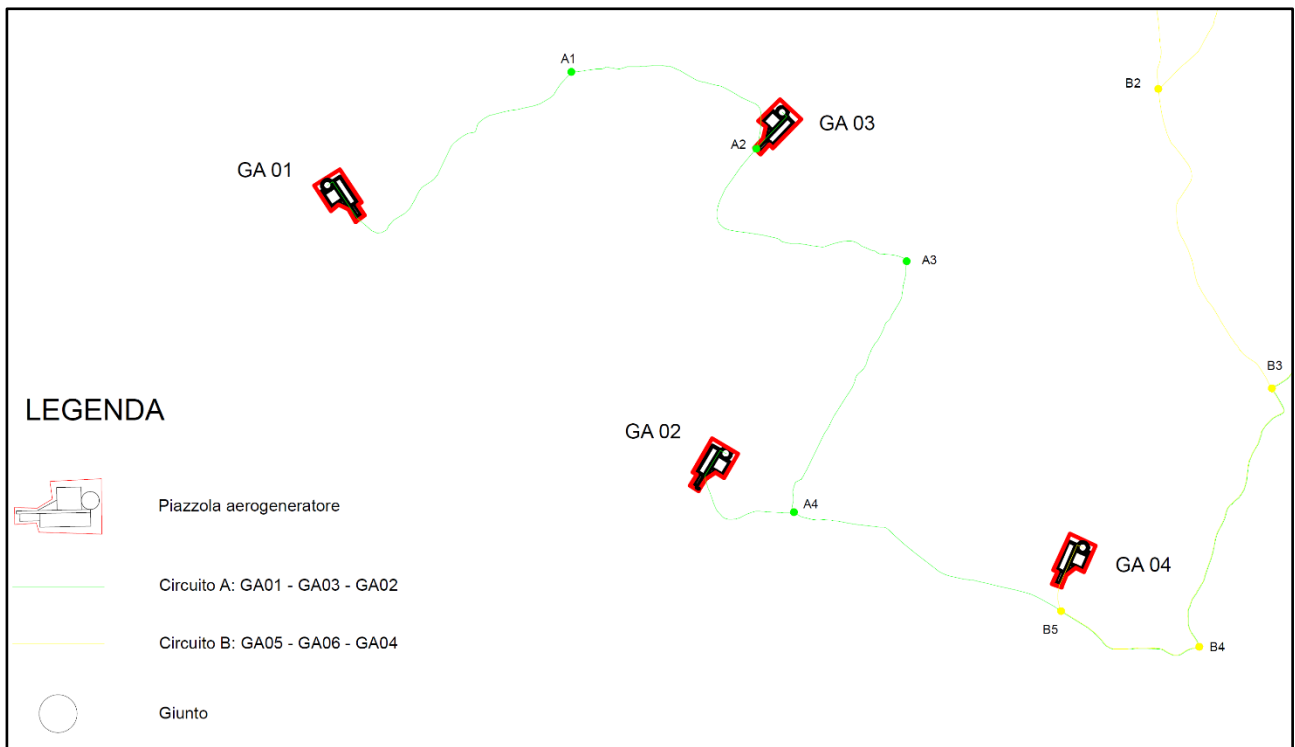 A1
B2
GA 03
A2
GA 01
A3
B3
LEGENDA
GA 02
Piazzola aerogeneratore
A4
GA 04
Circuito A: GA01 - GA03 - GA02
B5
Circuito B: GA05 - GA06 - GA04
B4
Giunto